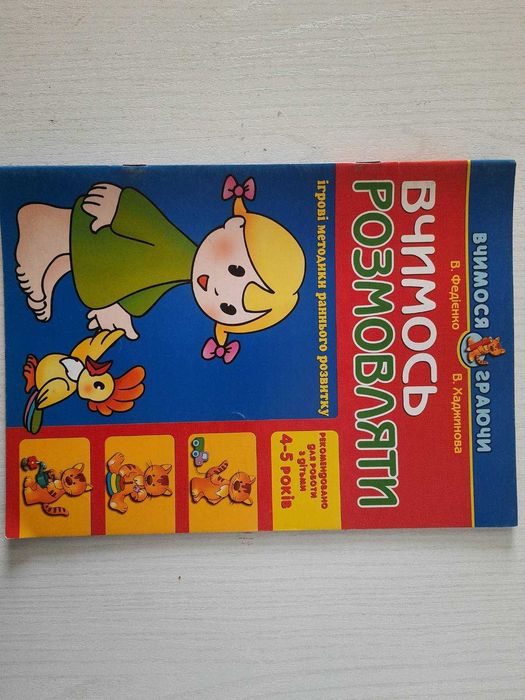 ВЧИМОСЯ ГРАЮЧИ
В. Федієнко В. Хаджинова
ВЧИМОСЬ
РОЗМОВЛЯТИ
ігрові методики раннього розвитку
РЕКОМЕНДОВАНО
ДЛЯ РОБОТИ
З ДІТЬМИ
4-5 РОКІВ